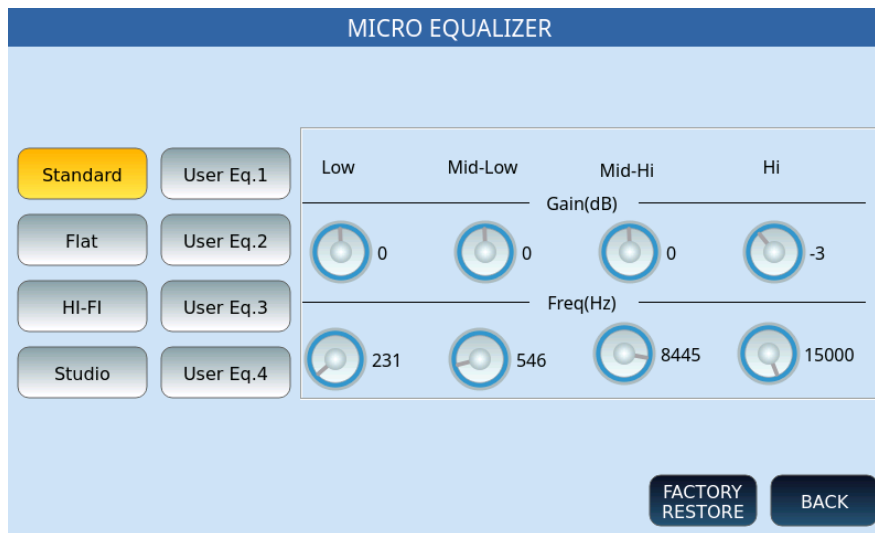 MICRO EQUALIZER
Standard
User Eq.1
Flat
User Eq.2
HI-FI
User Eq.3
Studio
User Eq.4
Low
Mid-Low
Mid-Hi
Hi
Gain(dB)
0
0
0
-3
Freq(Hz)
231
546
8445
15000
FACTORY
RESTORE
BACK